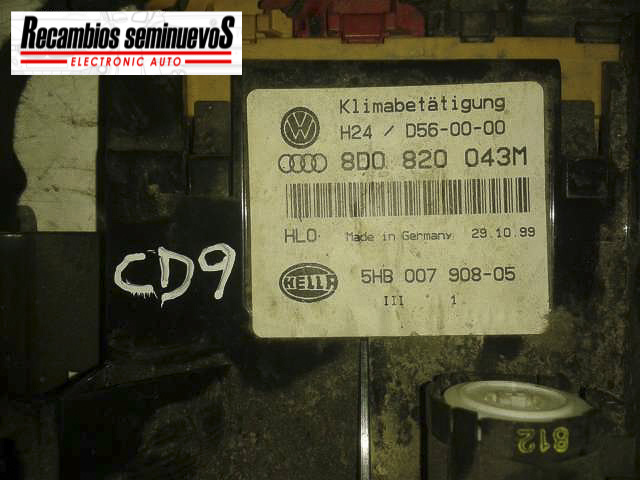 Recambios seminuevoS
ELECTRONIC AUTO
Klimabetätigung
H24 / D56-00-00
8D0 820 043M
HLO
Made in Germany
29.10.99
HELLA
5HB 007 908-05
III 1
CD9
612